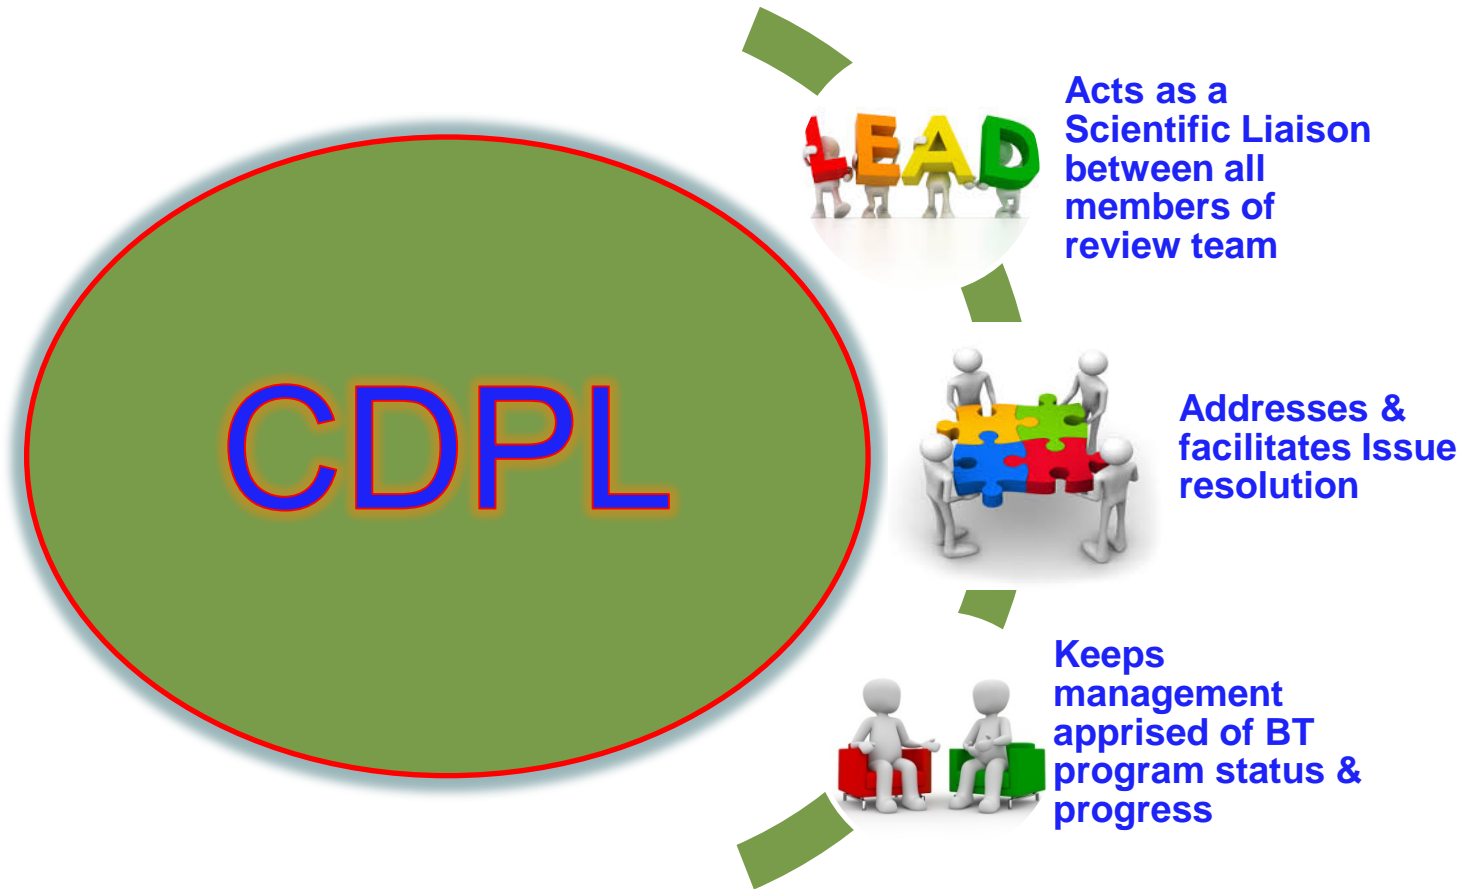 CDPL
LEAD
Acts as a
Scientific Liaison
between all
members of
review team
Addresses &
facilitates Issue
resolution
Keeps
management
apprised of BT
program status &
progress